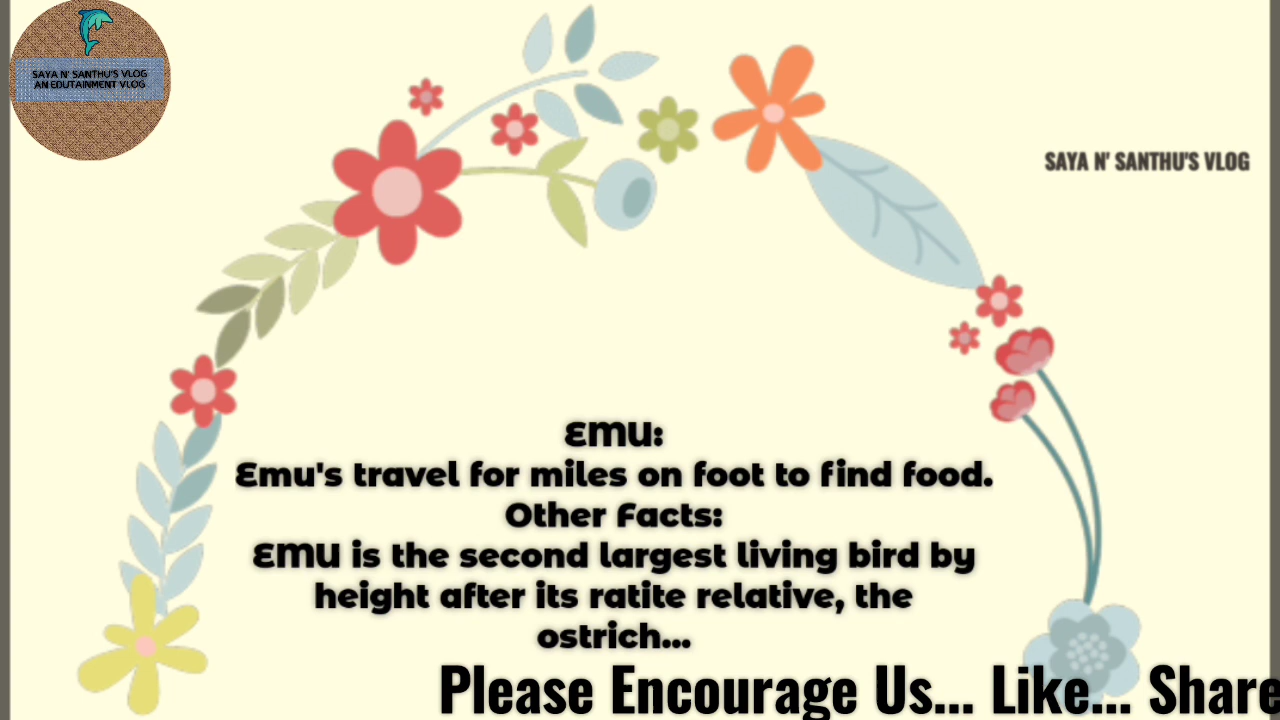 SAYA N' SANTHU'S VLOG
AN EDUTAINMENT VLOG
SAYA N' SANTHU'S VLOG
EMU:
Emu's travel for miles on foot to find food.
Other Facts:
EMU is the second largest living bird by
height after its ratite relative, the
ostrich...
Please Encourage Us... Like... Share